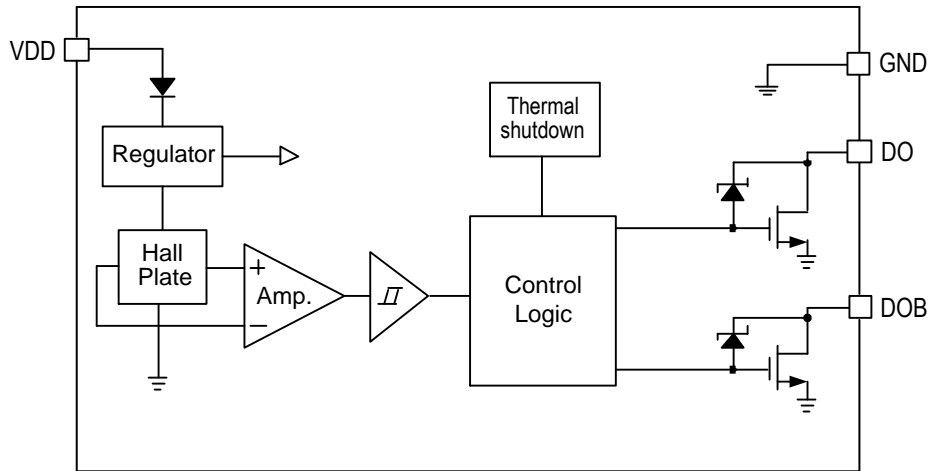 VDD
GND
Thermal
shutdown
Regulator
DO
Hall
Plate
+
Amp.
−
Control
Logic
DOB